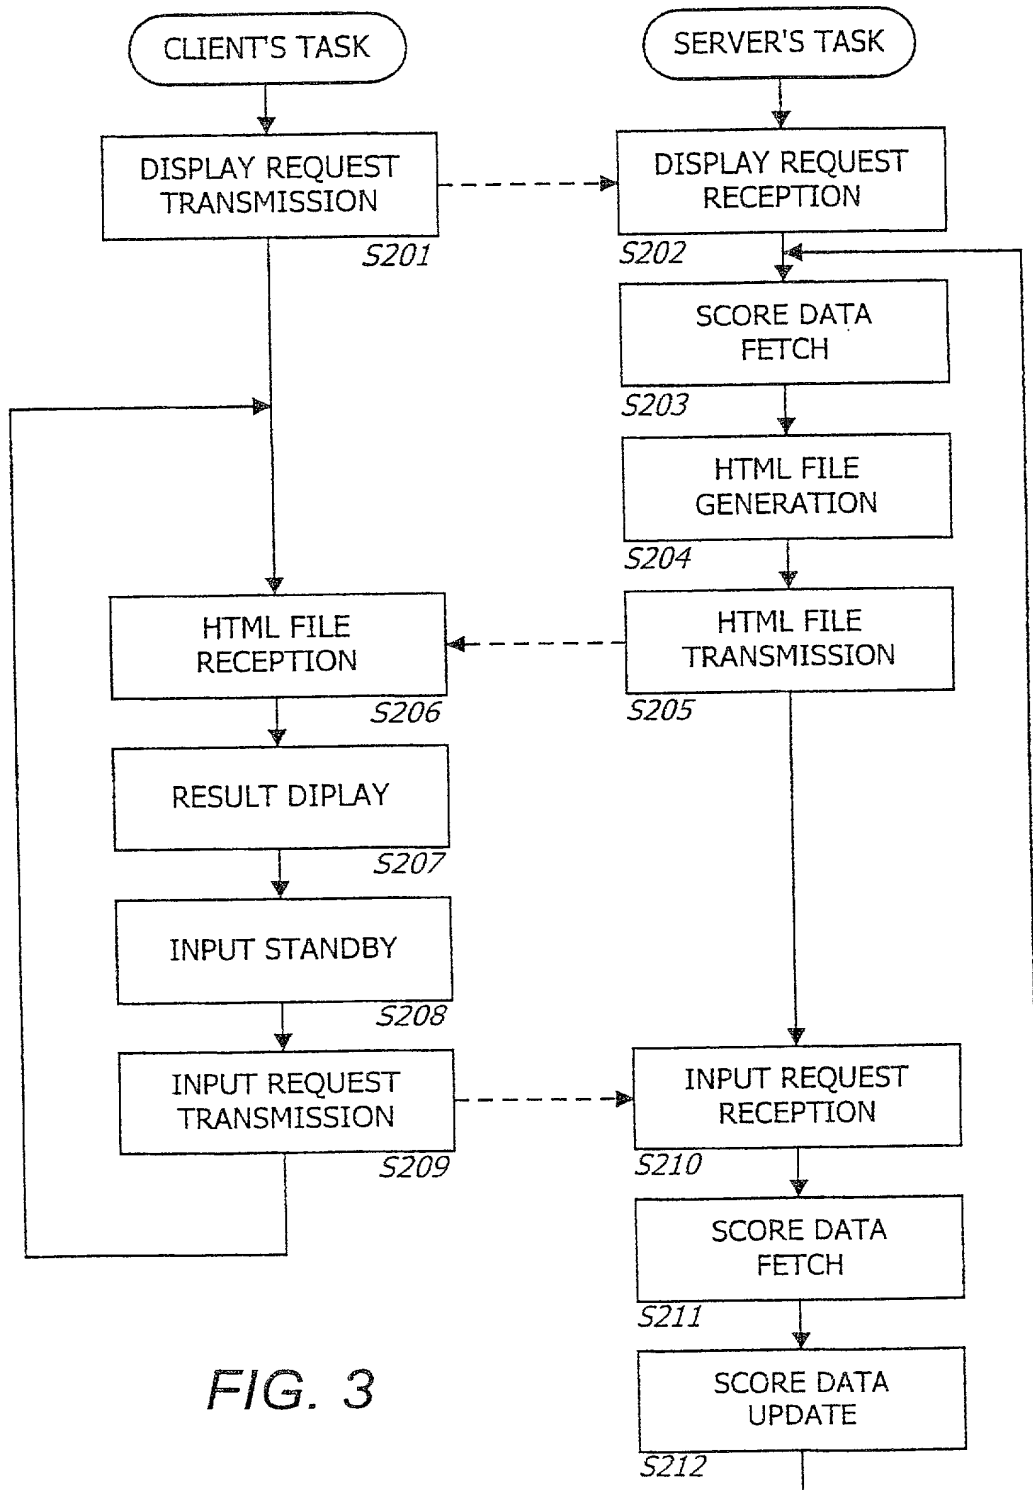 CLIENT'S TASK
SERVER'S TASK
DISPLAY REQUEST
TRANSMISSION
S201
DISPLAY REQUEST
RECEPTION
S202
SCORE DATA
FETCH
S203
HTML FILE
GENERATION
S204
HTML FILE
TRANSMISSION
S205
HTML FILE
RECEPTION
S206
RESULT DIPLAY
S207
INPUT STANDBY
S208
INPUT REQUEST
TRANSMISSION
S209
INPUT REQUEST
RECEPTION
S210
SCORE DATA
FETCH
S211
SCORE DATA
UPDATE
S212
FIG. 3